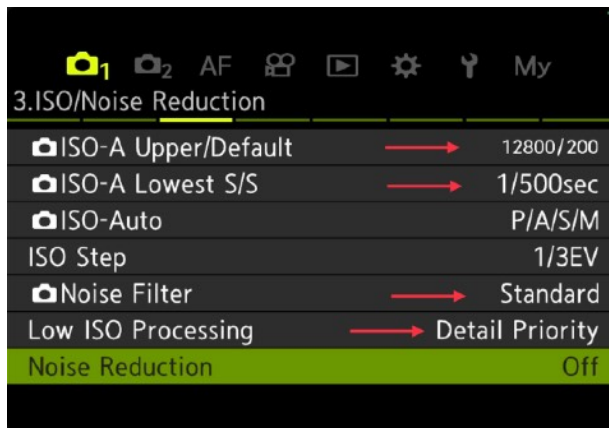 1 2 AF My
3.ISO/Noise Reduction
ISO-A Upper/Default 12800/200
ISO-A Lowest S/S 1/500sec
ISO-Auto P/A/S/M
ISO Step 1/3EV
Noise Filter Standard
Low ISO Processing Detail Priority
Noise Reduction Off